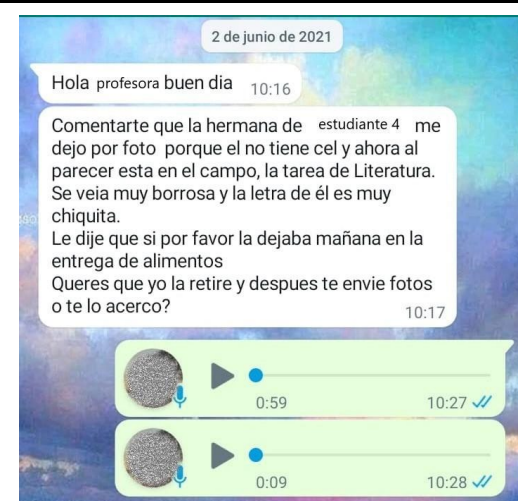 2 de junio de 2021
Hola profesora buen dia 10:16
Comentarte que la hermana de estudiante 4 me
dejo por foto porque el no tiene cel y ahora al
parecer esta en el campo, la tarea de Literatura.
Se veia muy borrosa y la letra de él es muy
chiquita.
Le dije que si por favor la dejaba mañana en la
entrega de alimentos
Queres que yo la retire y despues te envie fotos
o te lo acerco?
10:17
0:59 10:27
0:09 10:28